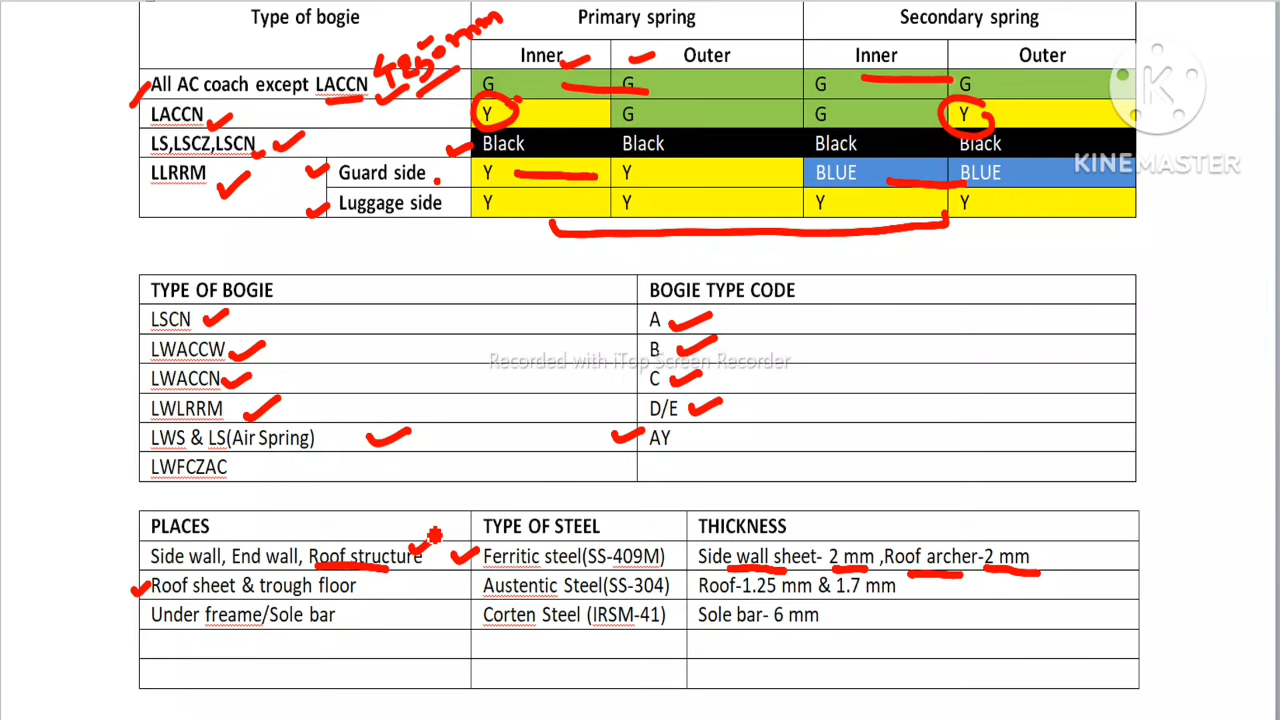 Type of bogie Primary spring Secondary spring
Inner Outer Inner Outer
All AC coach except LACCN G G G G
LACCN Y G G Y
LS,LSCZ,LSCN Black Black Black Black
LLRRM Guard side Y Y BLUE BLUE
Luggage side Y Y Y Y
K
KINEMASTER
TYPE OF BOGIE BOGIE TYPE CODE
LSCN A
LWACCW B
Recorded with iTop Screen Recorder
LWACCN C
LWLRRM D/E
LWS & LS(Air Spring) AY
LWFCZAC
PLACES TYPE OF STEEL THICKNESS
Side wall, End wall, Roof structure Ferritic steel(SS-409M) Side wall sheet- 2 mm ,Roof archer-2 mm
Roof sheet & trough floor Austentic Steel(SS-304) Roof-1.25 mm & 1.7 mm
Under freame/Sole bar Corten Steel (IRSM-41) Sole bar- 6 mm